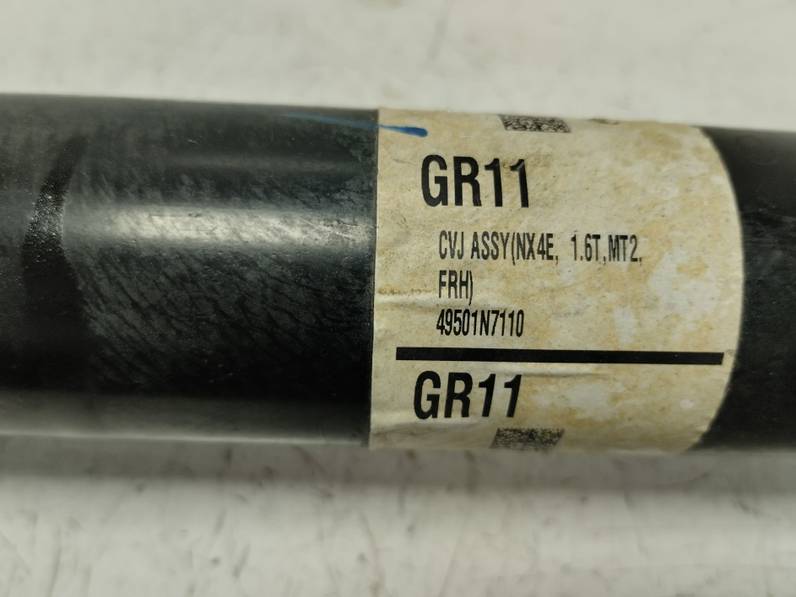 GR11
CVJ ASSY(NX4E, 1.6T,MT2,
FRH)
49501N7110
GR11